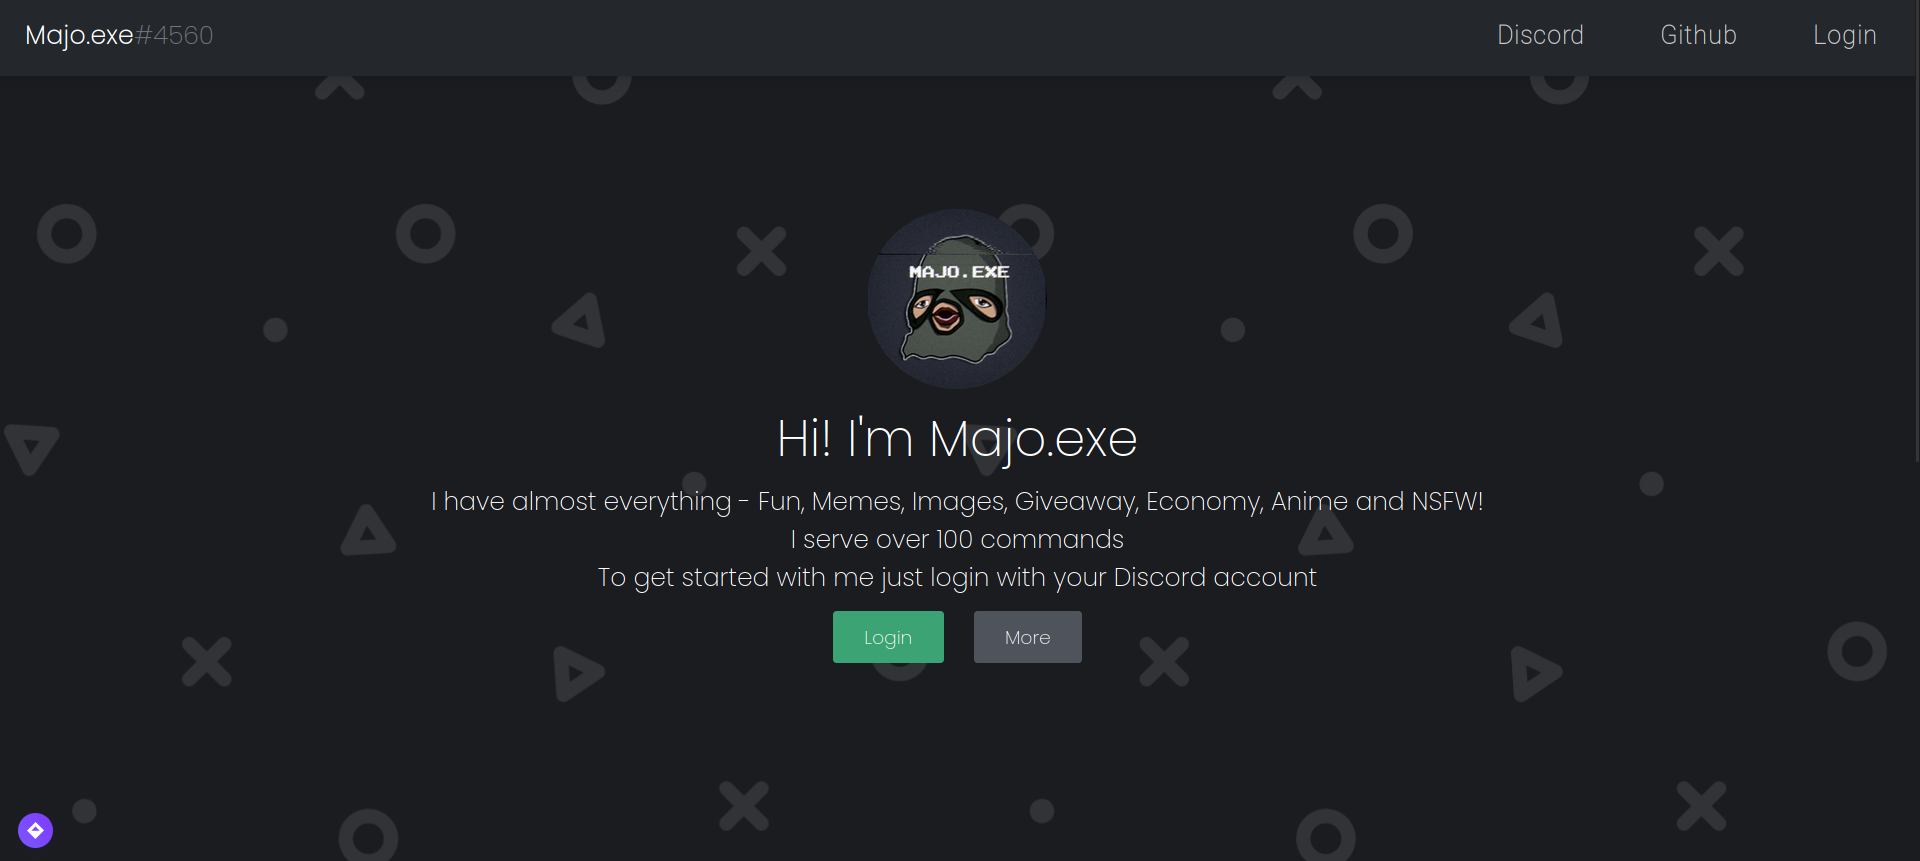 Majo.exe#4560
Discord
Github
Login
MAJO.EXE
Hi! I'm Majo.exe
I have almost everything - Fun, Memes, Images, Giveaway, Economy, Anime and NSFW!
I serve over 100 commands
To get started with me just login with your Discord account
Login
More